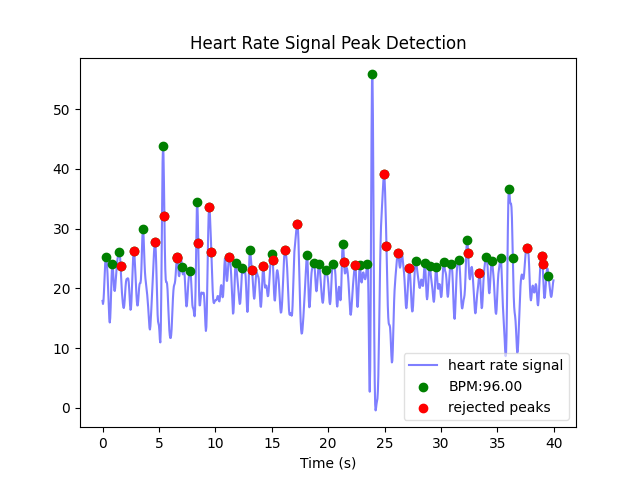 Heart Rate Signal Peak Detection
50
40
30
20
10
0
heart rate signal
BPM:96.00
rejected peaks
0 5 10 15 20 25 30 35 40
Time (s)